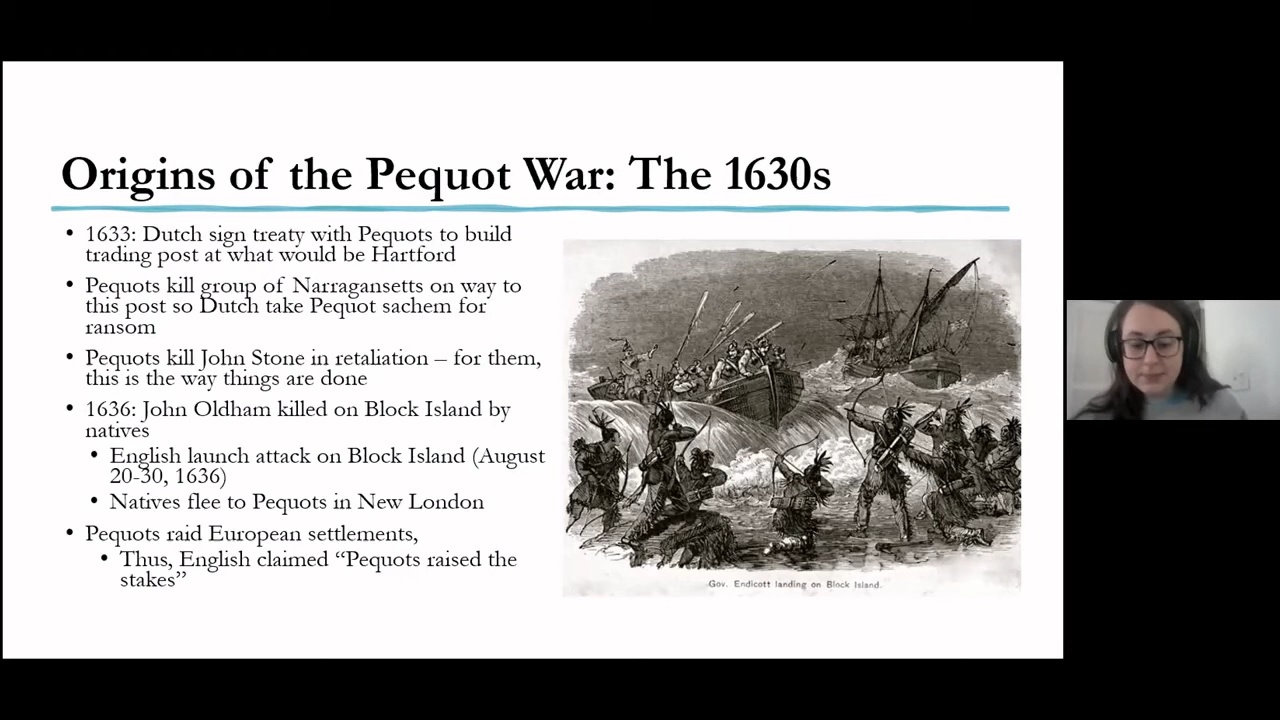 Origins of the Pequot War: The 1630s
• 1633: Dutch sign treaty with Pequots to build
trading post at what would be Hartford
• Pequots kill group of Narragansetts on way to
this post so Dutch take Pequot sachem for
ransom
• Pequots kill John Stone in retaliation – for them,
this is the way things are done
• 1636: John Oldham killed on Block Island by
natives
• English launch attack on Block Island (August
20-30, 1636)
• Natives flee to Pequots in New London
• Pequots raid European settlements,
• Thus, English claimed “Pequots raised the
stakes”
Gov. Endicott landing on Block Island.